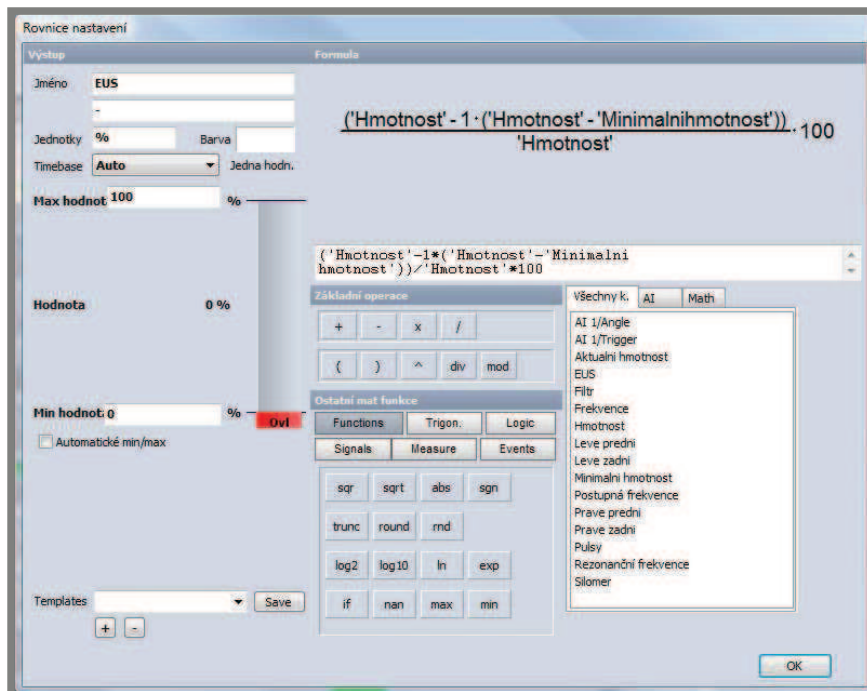 Rovnice nastavení
Výstup
Jméno EUS
-
Jednotky % Barva
Timebase Auto Jedna hodn.
Max hodnot 100 %
Hodnota 0 %
Min hodnot 0 %
Ovl
Automatické min/max
Templates Save
+ -
Formula
('Hmotnost' - 1 · ('Hmotnost' - 'Minimalnihmotnost')) · 100
'Hmotnost'
('Hmotnost'-1*('Hmotnost'-'Minimalni
hmotnost'))/'Hmotnost'*100
Základní operace
+ - x /
( ) ^ div mod
Ostatní mat funkce
Functions Trigon. Logic
Signals Measure Events
sqr sqrt abs sgn
trunc round rnd
log2 log10 ln exp
if nan max min
Všechny k. AI Math
AI 1/Angle
AI 1/Trigger
Aktualni hmotnost
EUS
Filtr
Frekvence
Hmotnost
Leve predni
Leve zadni
Minimalni hmotnost
Postupná frekvence
Prave predni
Prave zadni
Pulsy
Rezonanční frekvence
Silomer
OK